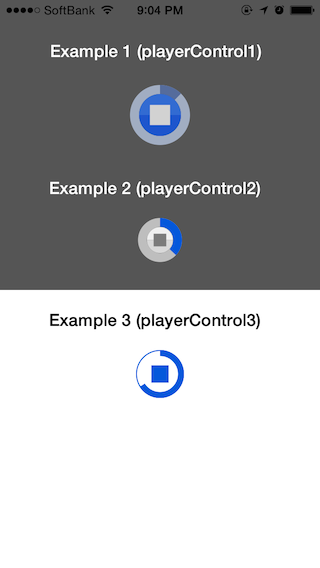 SoftBank 9:04 PM
Example 1 (playerControl1)
Example 2 (playerControl2)
Example 3 (playerControl3)